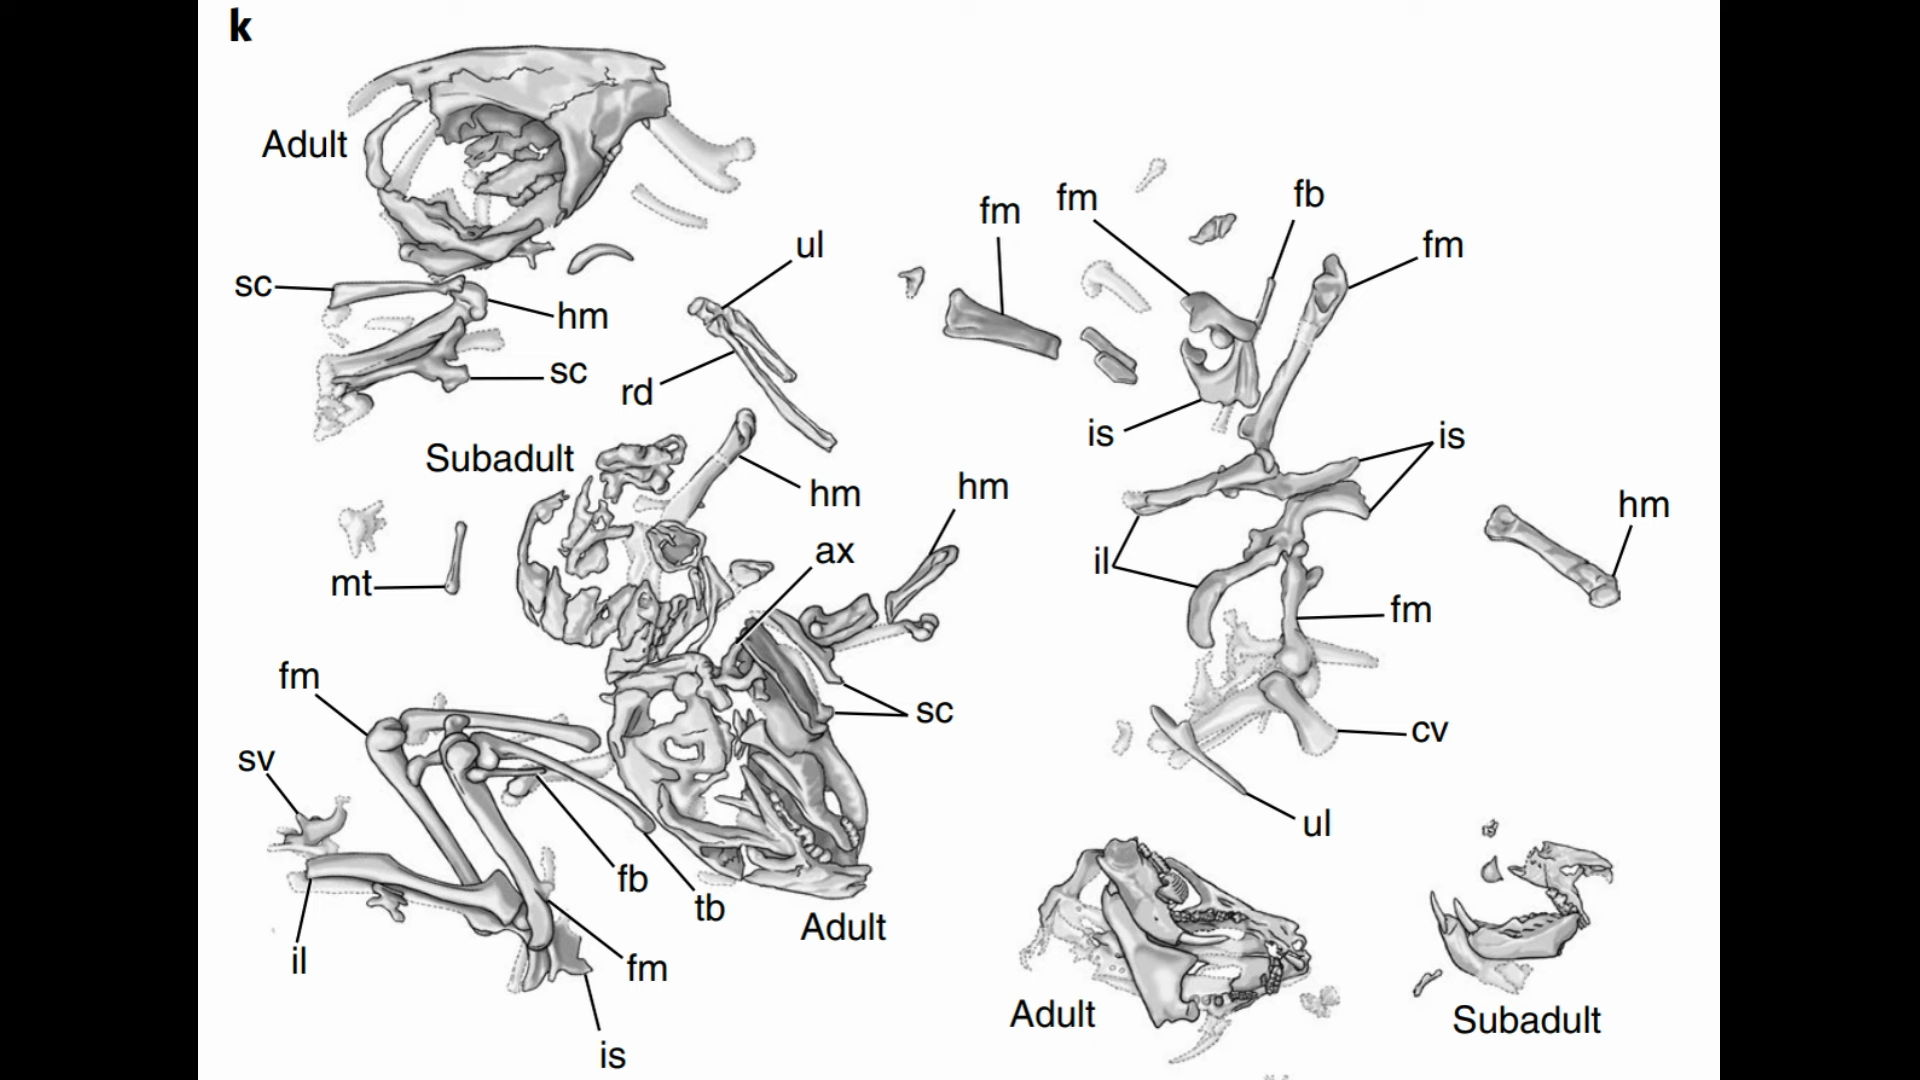 k
Adult
fm
fm
fb
fm
ul
sc
hm
sc
rd
is
is
Subadult
hm
hm
hm
ax
mt
il
fm
fm
sc
cv
sv
ul
fb
tb
Adult
il
fm
Adult
Subadult
is